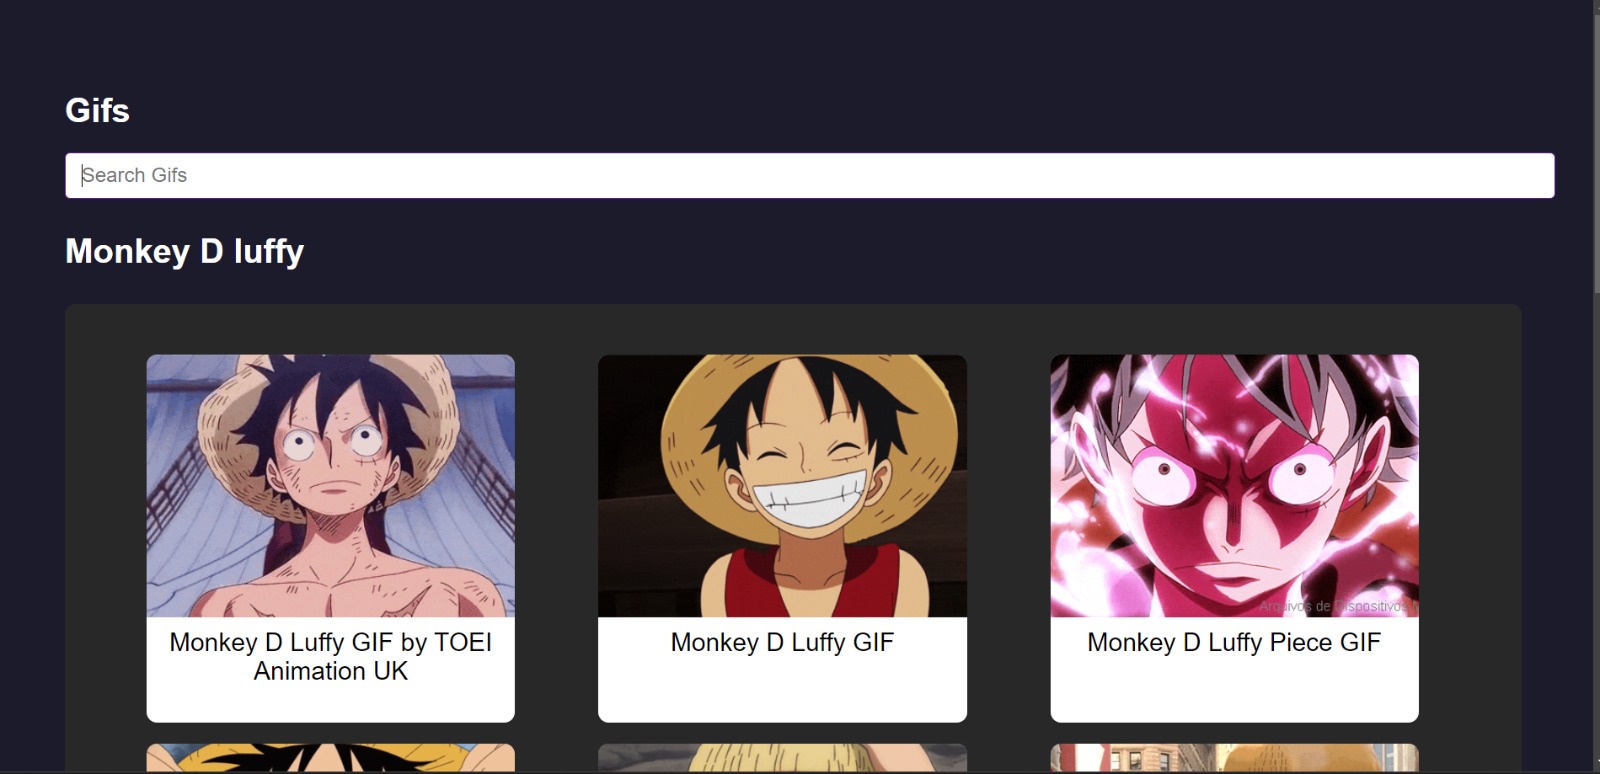 Gifs
Search Gifs
Monkey D luffy
Arquivos de Dispositivos
Monkey D Luffy GIF by TOEI
Animation UK
Monkey D Luffy GIF
Monkey D Luffy Piece GIF